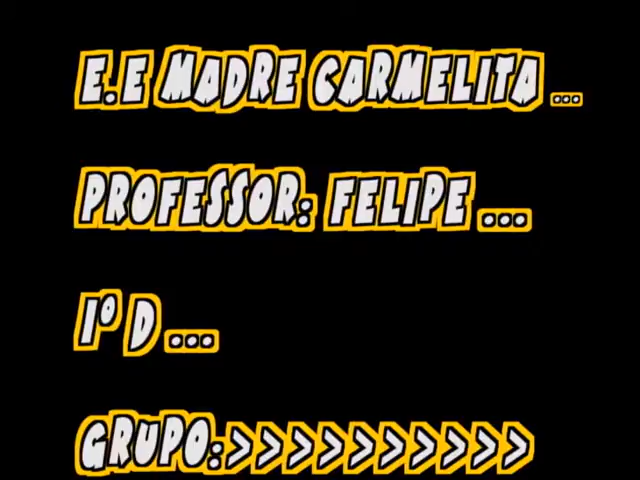 E.E MADRE CARMELITA ...
PROFESSOR: FELIPE ...
1º D ...
GRUPO:>>>>>>>>>>